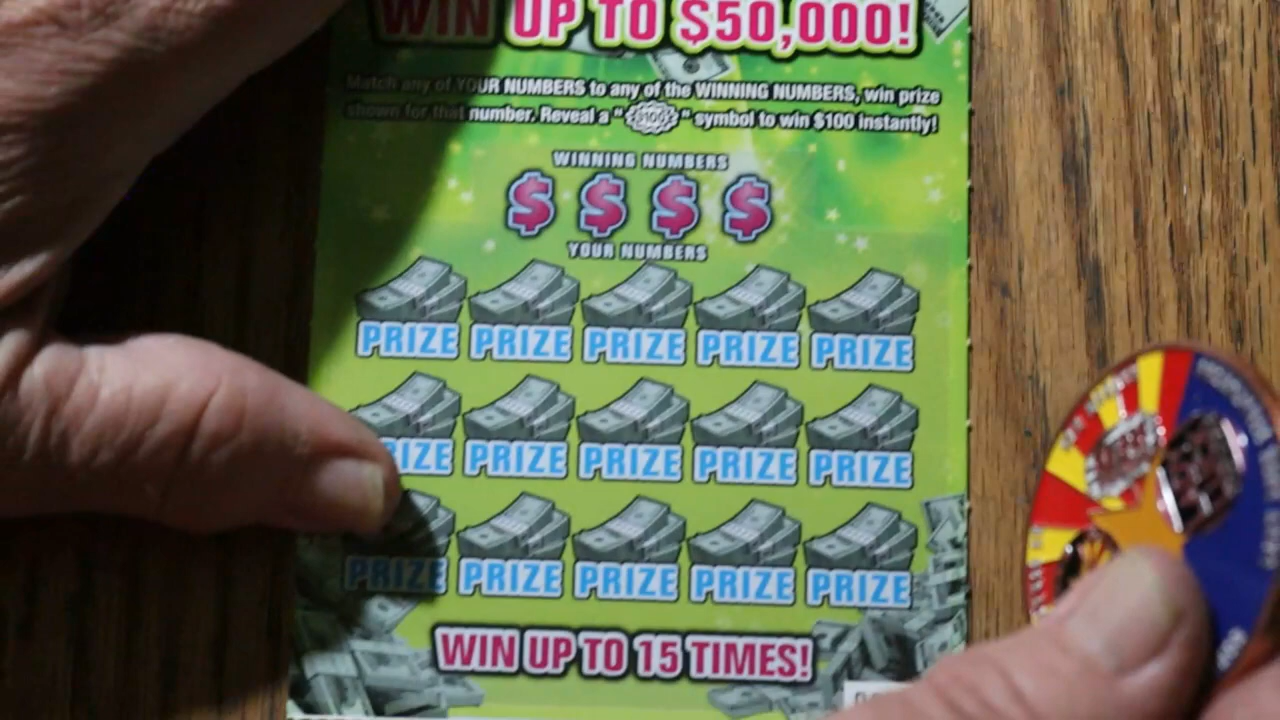 WIN UP TO $50,000!
Match any of YOUR NUMBERS to any of the WINNING NUMBERS, win prize
shown for that number. Reveal a "$100" symbol to win $100 instantly!
WINNING NUMBERS
$ $ $ $
YOUR NUMBERS
PRIZE PRIZE PRIZE PRIZE PRIZE
RIZE PRIZE PRIZE PRIZE PRIZE
PRIZE PRIZE PRIZE PRIZE PRIZE
WIN UP TO 15 TIMES!